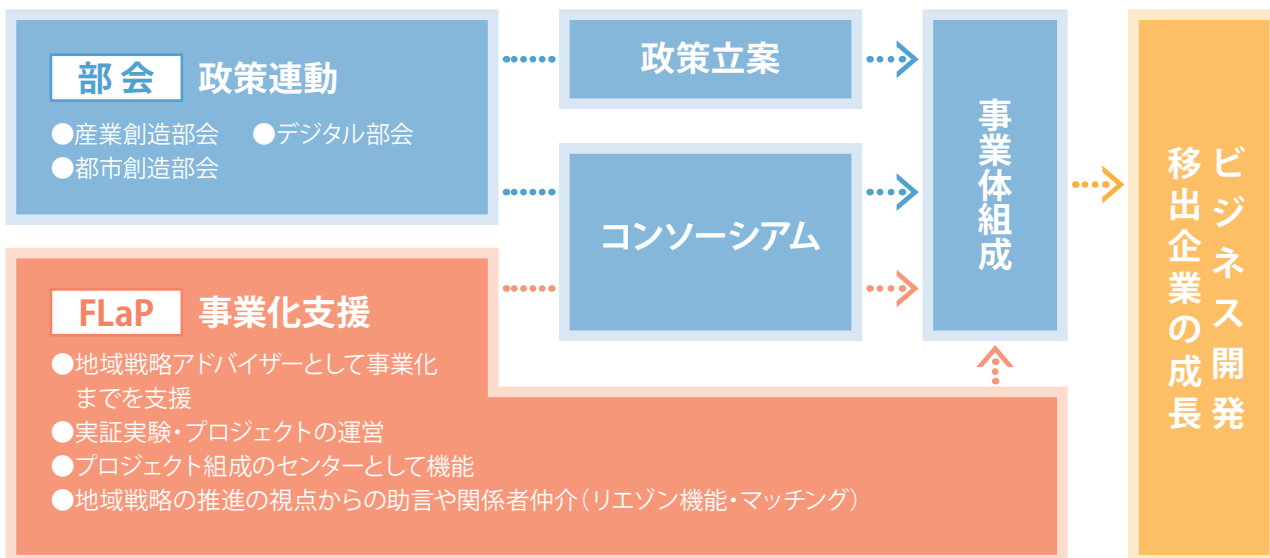 部会 政策連動
●産業創造部会 ●デジタル部会
●都市創造部会
政策立案
コンソーシアム
事業体組成
ビジネス開発
移出企業の成長
FLaP 事業化支援
●地域戦略アドバイザーとして事業化
までを支援
●実証実験・プロジェクトの運営
●プロジェクト組成のセンターとして機能
●地域戦略の推進の視点からの助言や関係者仲介（リエゾン機能・マッチング）